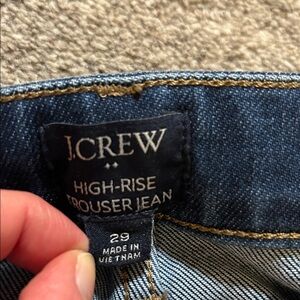 J.CREW
HIGH-RISE
TROUSER JEAN
29
MADE IN
VIETNAM